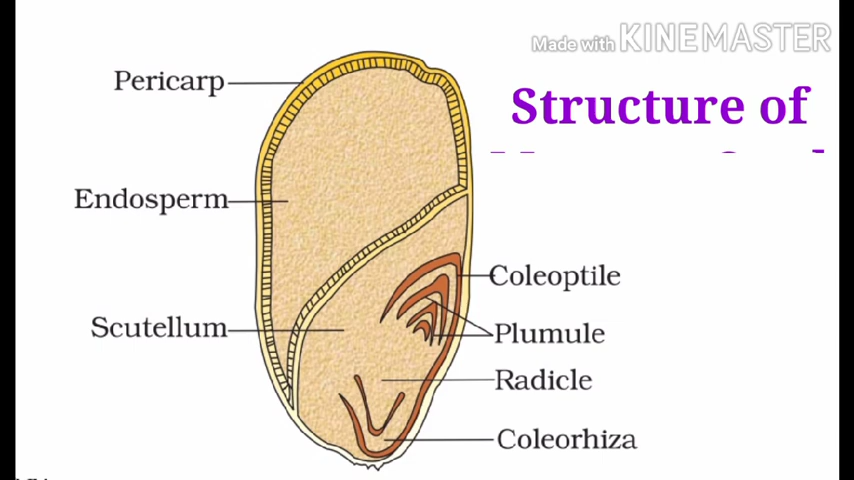 Made with KINEMASTER
Structure of
Pericarp
Endosperm
Scutellum
Coleoptile
Plumule
Radicle
Coleorhiza